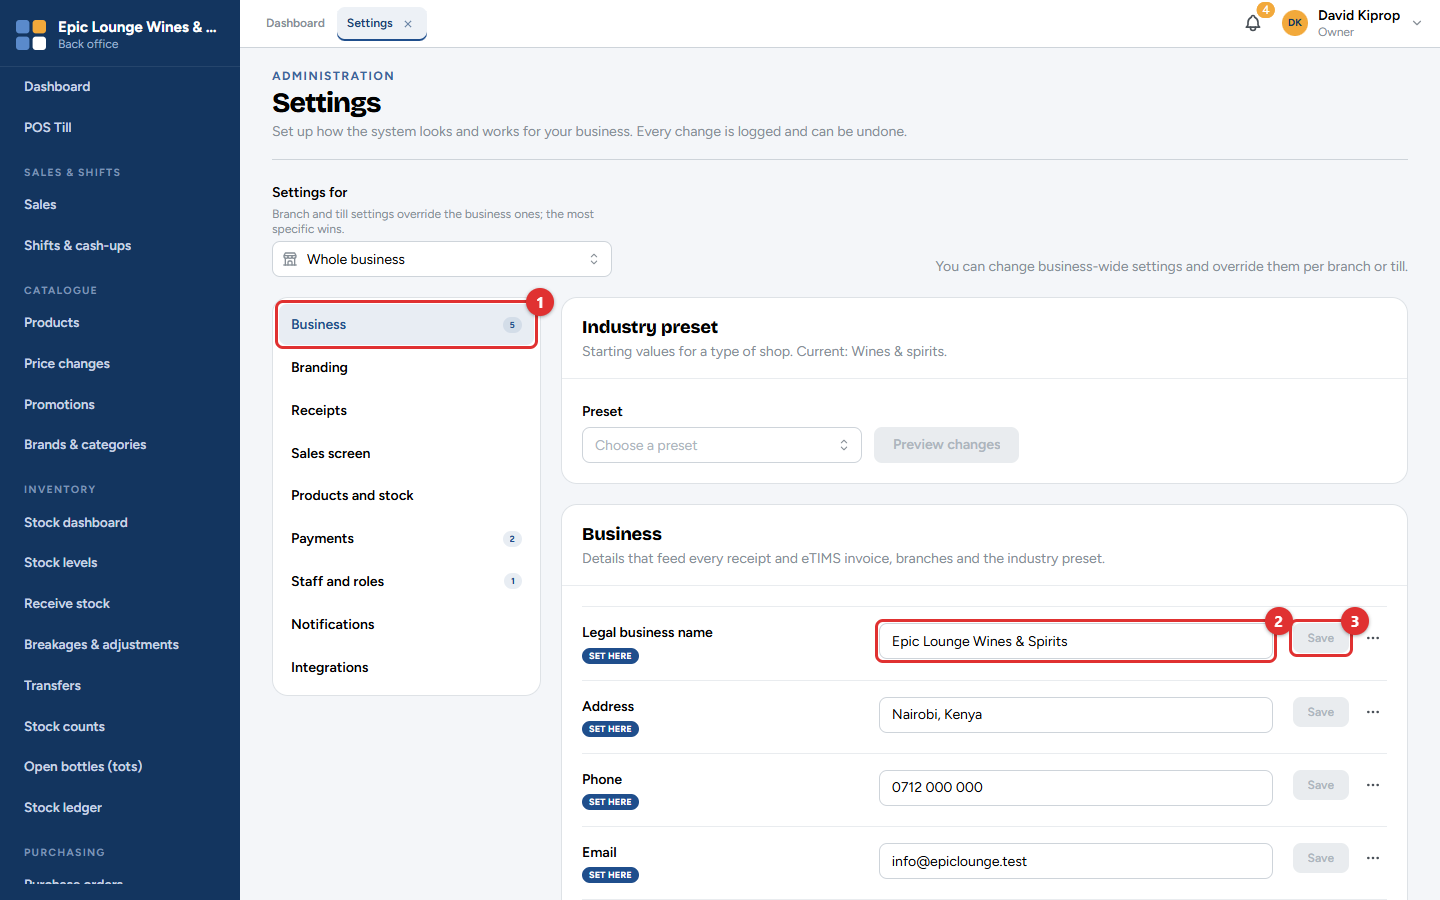 Epic Lounge Wines & ...
Back office
Dashboard
POS Till
SALES & SHIFTS
Sales
Shifts & cash-ups
CATALOGUE
Products
Price changes
Promotions
Brands & categories
INVENTORY
Stock dashboard
Stock levels
Receive stock
Breakages & adjustments
Transfers
Stock counts
Open bottles (tots)
Stock ledger
PURCHASING
Purchase orders
Dashboard
Settings ×
4
DK
David Kiprop
Owner
ADMINISTRATION
Settings
Set up how the system looks and works for your business. Every change is logged and can be undone.
Settings for
Branch and till settings override the business ones; the most
specific wins.
Whole business
You can change business-wide settings and override them per branch or till.
1
Business 5
Branding
Receipts
Sales screen
Products and stock
Payments 2
Staff and roles 1
Notifications
Integrations
Industry preset
Starting values for a type of shop. Current: Wines & spirits.
Preset
Choose a preset
Preview changes
Business
Details that feed every receipt and eTIMS invoice, branches and the industry preset.
Legal business name
SET HERE
Epic Lounge Wines & Spirits
2
Save
3
Address
SET HERE
Nairobi, Kenya
Save
Phone
SET HERE
0712 000 000
Save
Email
SET HERE
info@epiclounge.test
Save